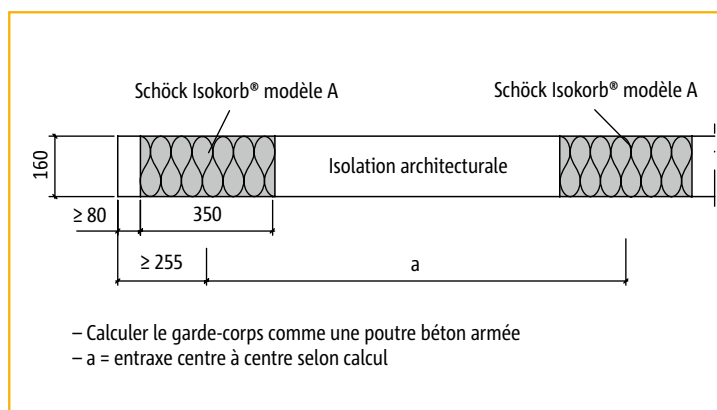 Schöck Isokorb® modèle A
Schöck Isokorb® modèle A
160
Isolation architecturale
≥ 80
350
≥ 255
a
– Calculer le garde-corps comme une poutre béton armée
– a = entraxe centre à centre selon calcul